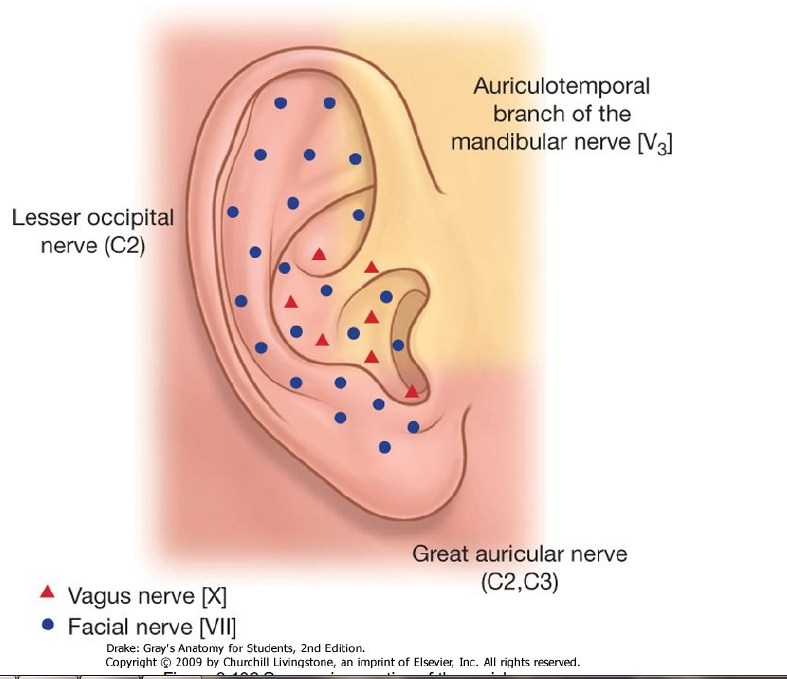 Auriculotemporal
branch of the
mandibular nerve [V3]
Lesser occipital
nerve (C2)
Great auricular nerve
(C2,C3)
Vagus nerve [X]
Facial nerve [VII]
Drake: Gray's Anatomy for Students, 2nd Edition.
Copyright © 2009 by Churchill Livingstone, an imprint of Elsevier, Inc. All rights reserved.